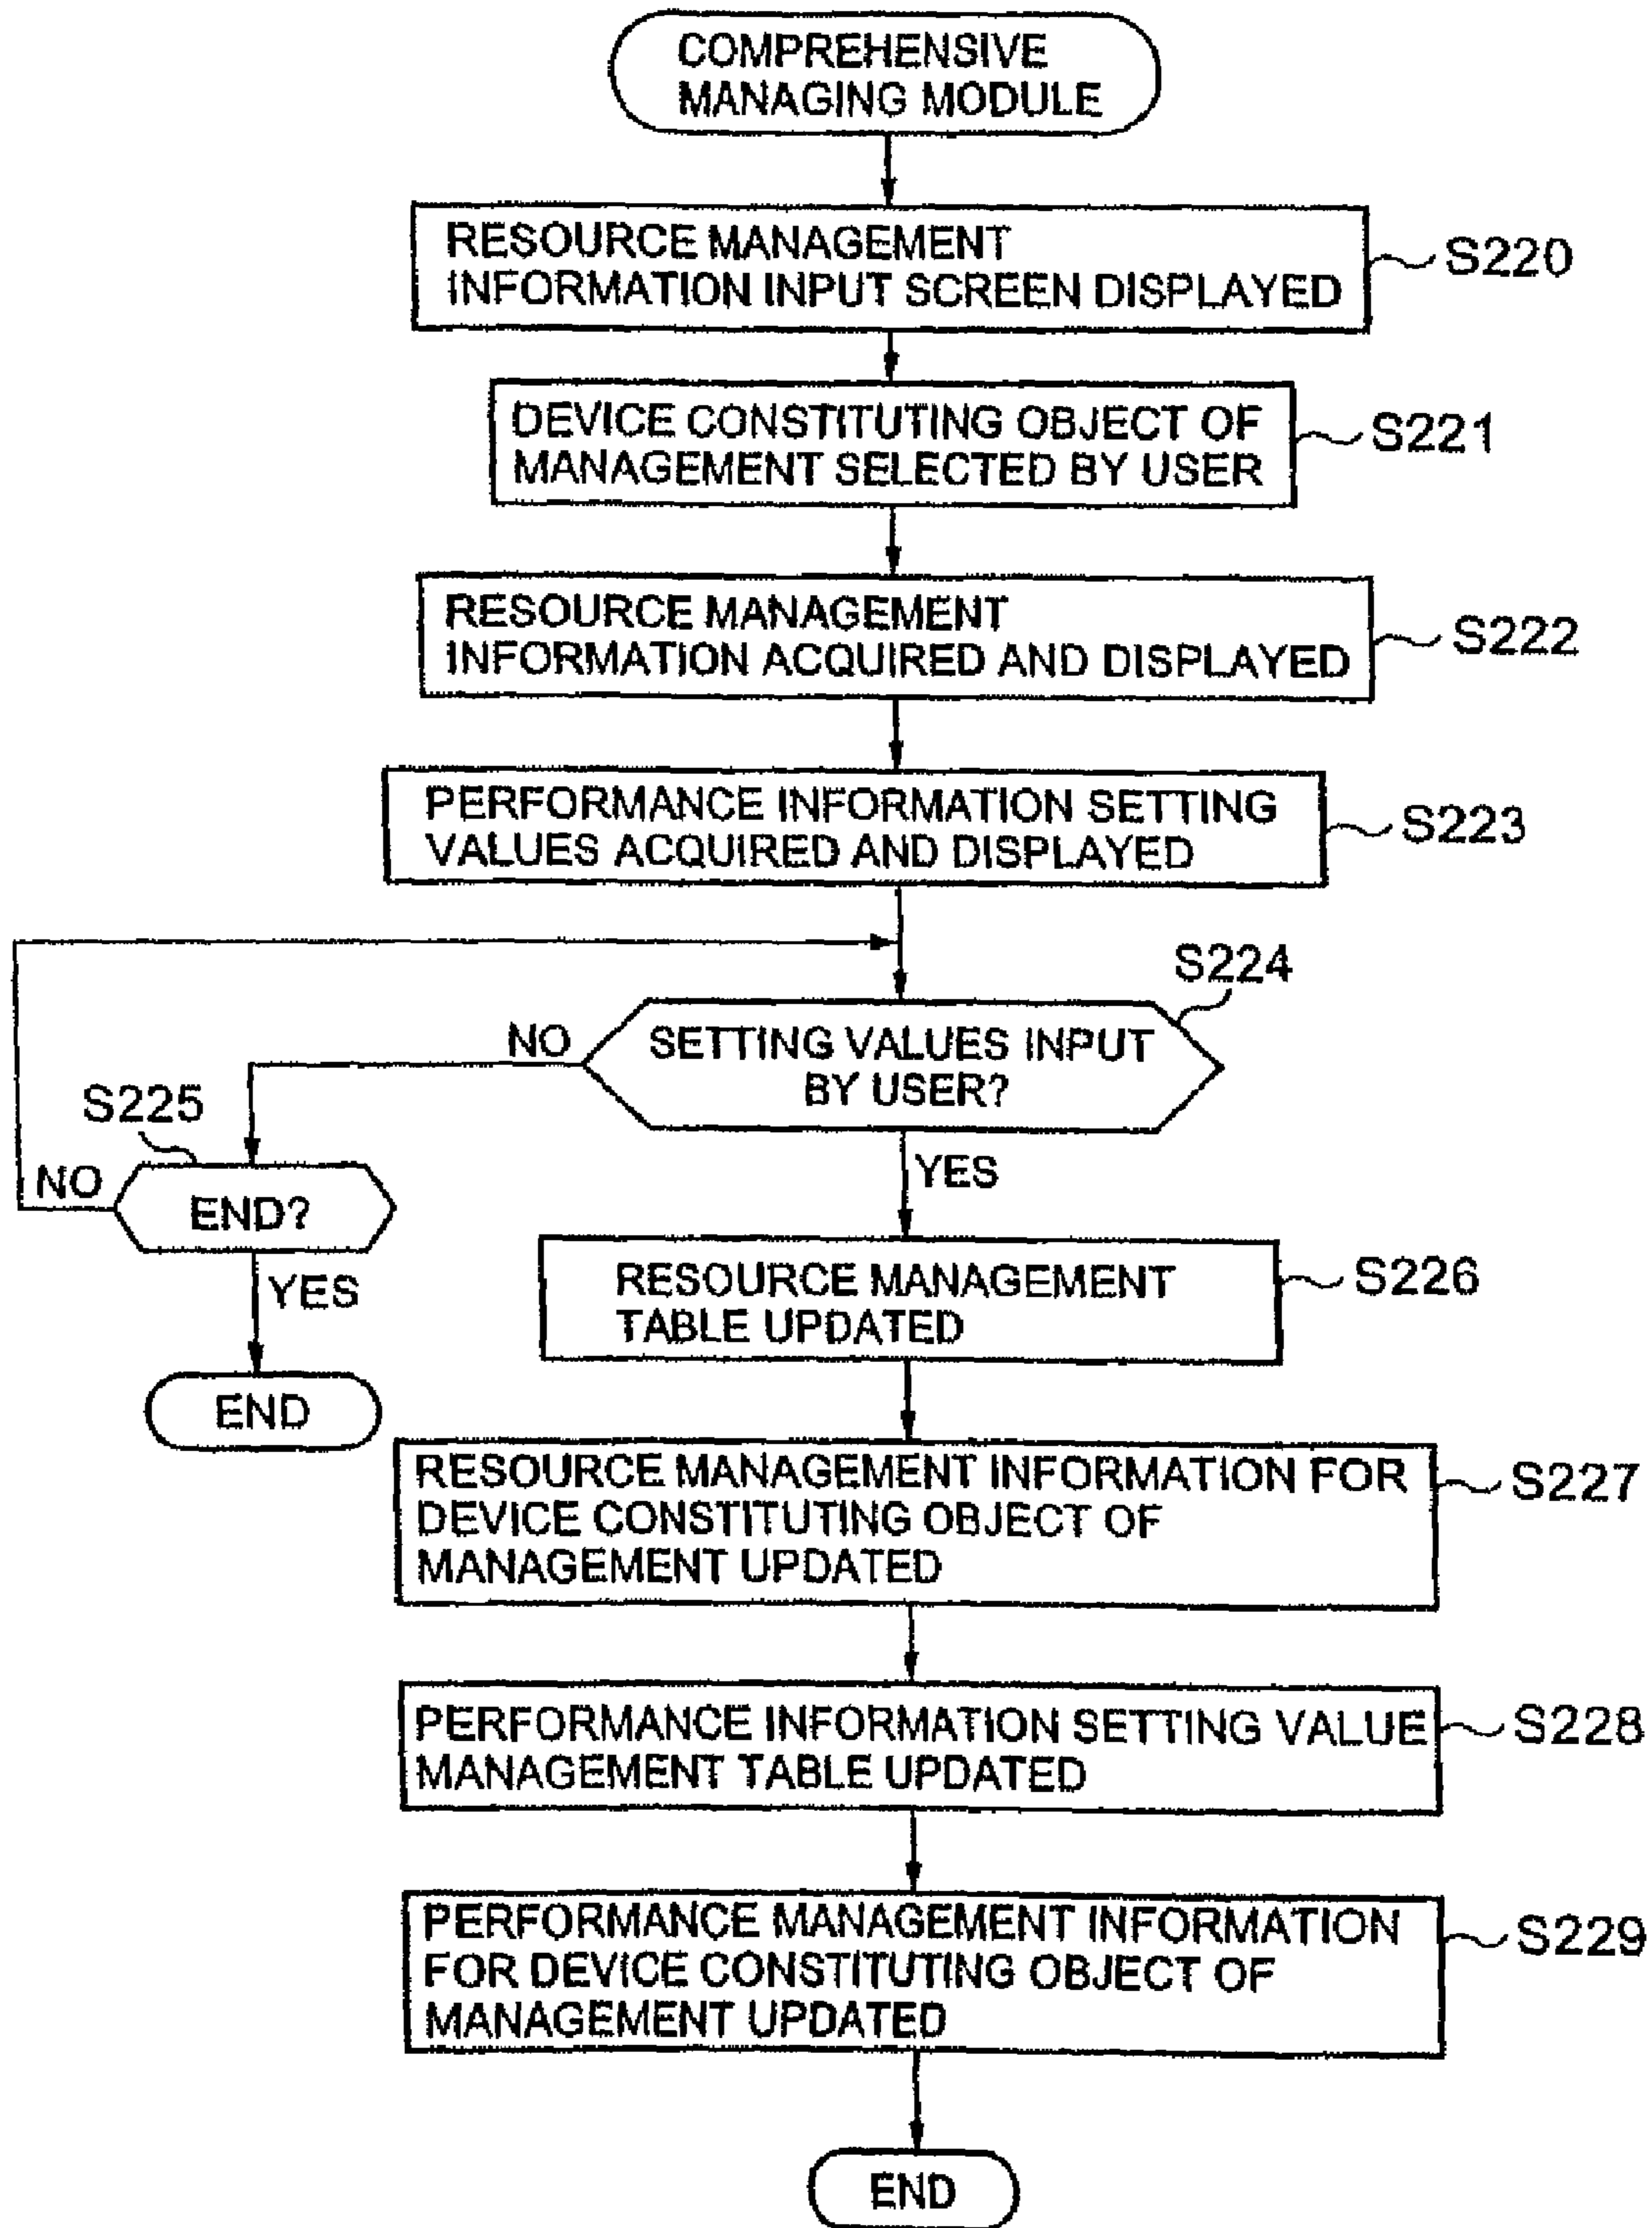 COMPREHENSIVE
MANAGING MODULE
RESOURCE MANAGEMENT
INFORMATION INPUT SCREEN DISPLAYED
S220
DEVICE CONSTITUTING OBJECT OF
MANAGEMENT SELECTED BY USER
S221
RESOURCE MANAGEMENT
INFORMATION ACQUIRED AND DISPLAYED
S222
PERFORMANCE INFORMATION SETTING
VALUES ACQUIRED AND DISPLAYED
S223
S224
SETTING VALUES INPUT
BY USER?
NO
S225
END?
NO
YES
END
YES
RESOURCE MANAGEMENT
TABLE UPDATED
S226
RESOURCE MANAGEMENT INFORMATION FOR
DEVICE CONSTITUTING OBJECT OF
MANAGEMENT UPDATED
S227
PERFORMANCE INFORMATION SETTING VALUE
MANAGEMENT TABLE UPDATED
S228
PERFORMANCE MANAGEMENT INFORMATION
FOR DEVICE CONSTITUTING OBJECT OF
MANAGEMENT UPDATED
S229
END